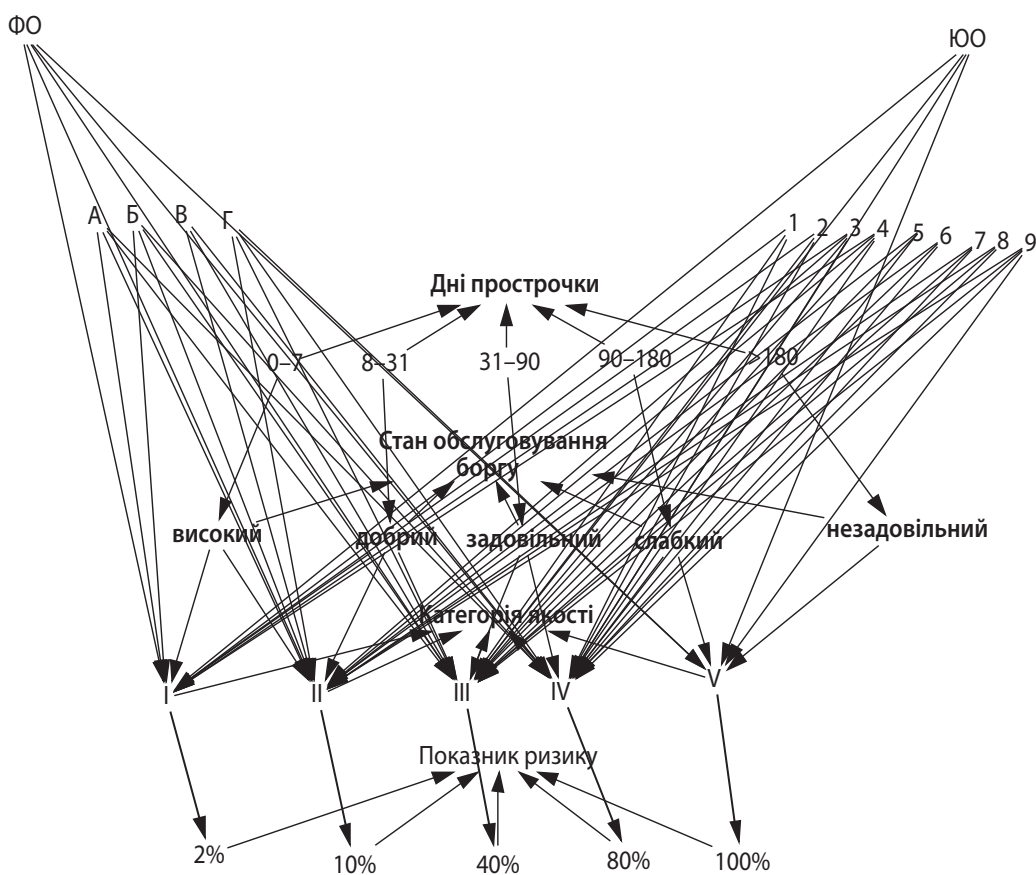 ФО
ЮО
А Б В Г
1 2 3 4 5 6 7 8 9
Дні прострочки
0–7 8–31 31–90 90–180 180
Стан обслуговування
боргу
високий добрий задовільний слабкий незадовільний
Категорія якості
I II III IV V
Показник ризику
2% 10% 40% 80% 100%